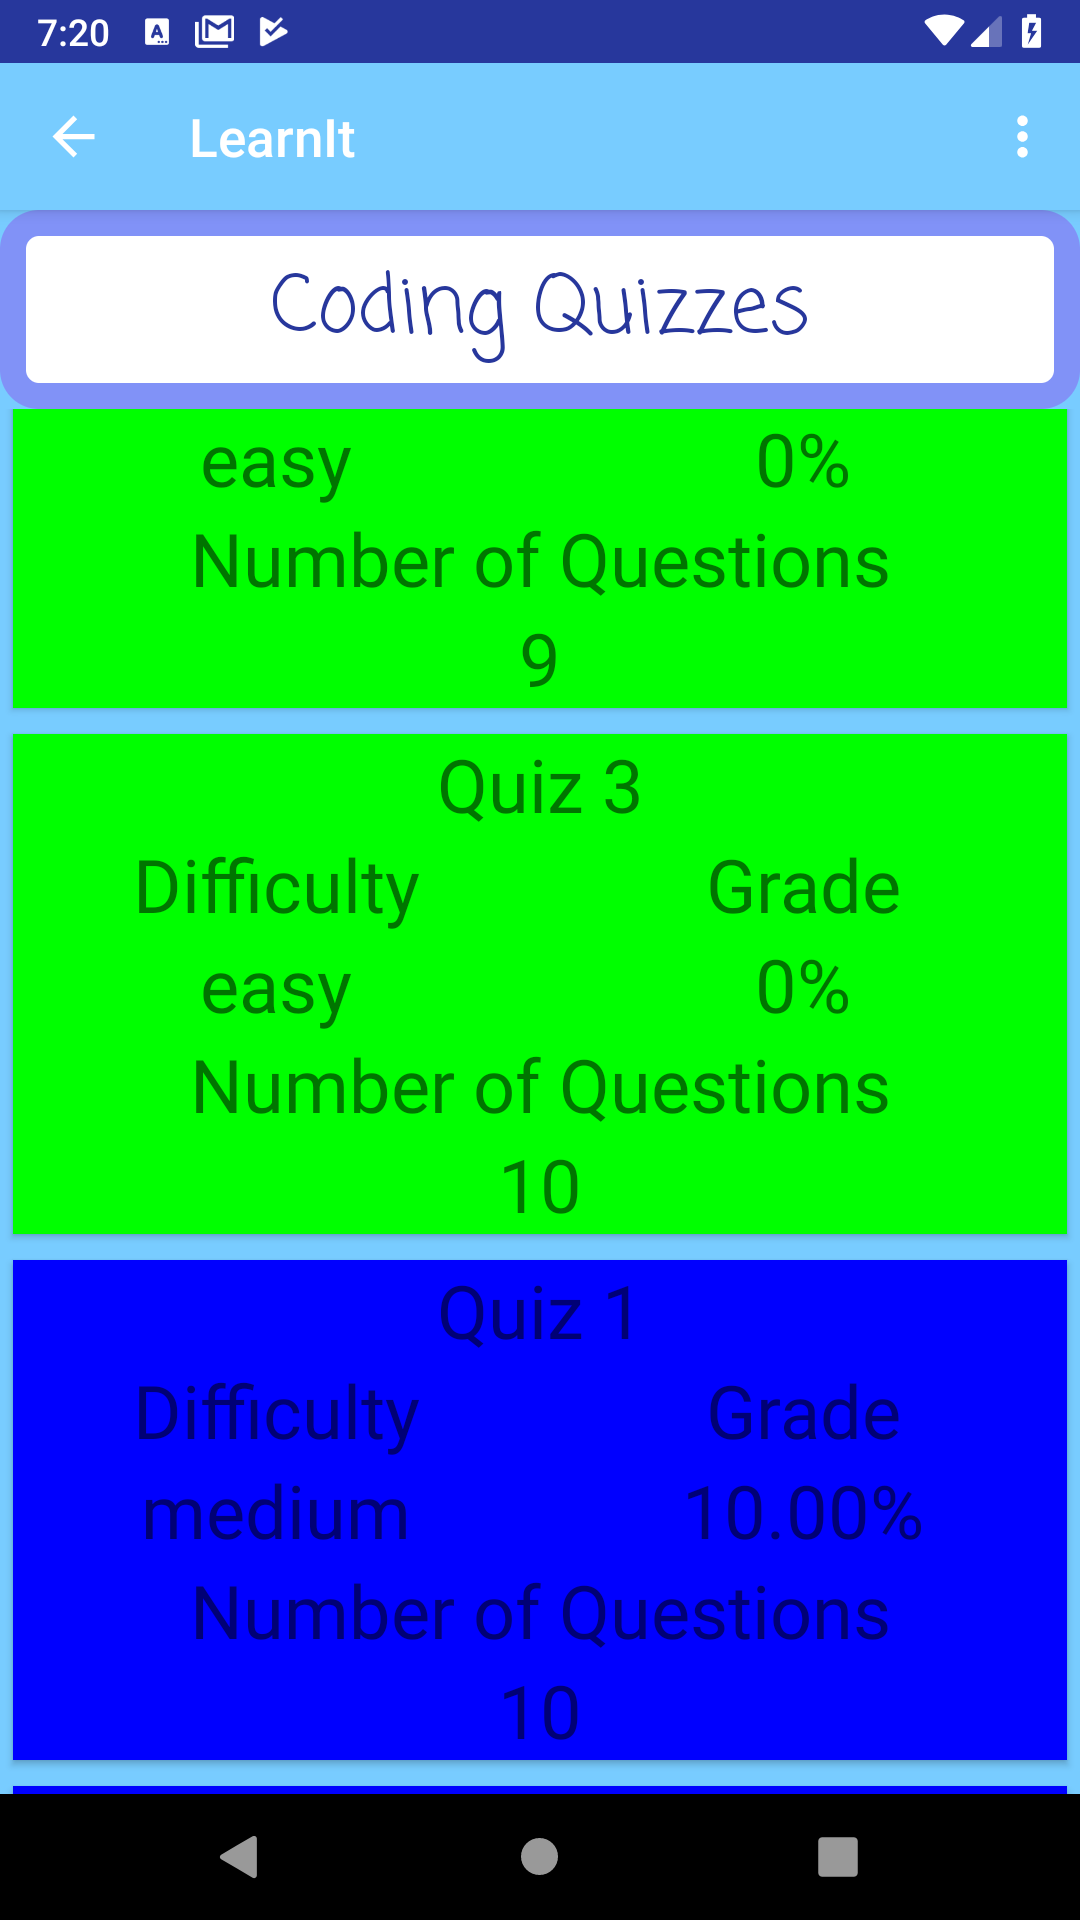 7:20
LearnIt
Coding Quizzes
easy 0%
Number of Questions
9
Quiz 3
Difficulty Grade
easy 0%
Number of Questions
10
Quiz 1
Difficulty Grade
medium 10.00%
Number of Questions
10